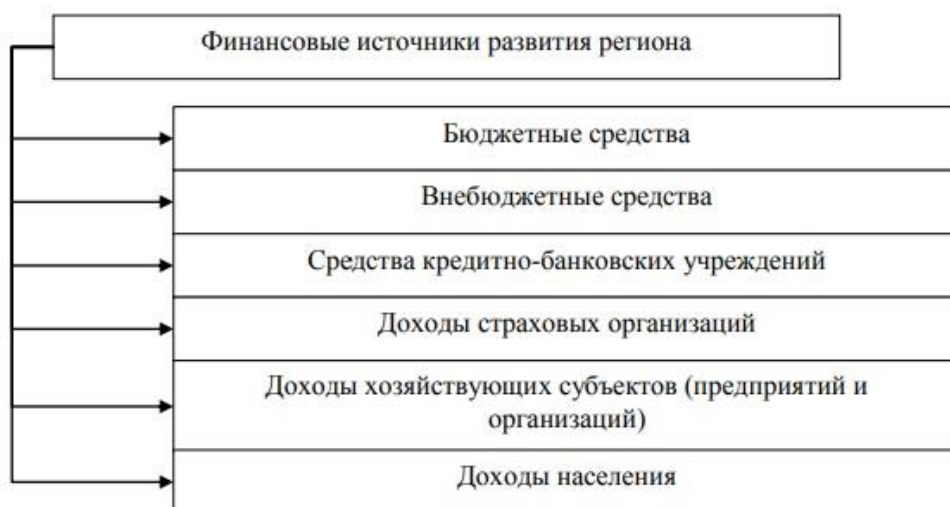 Финансовые источники развития региона
Бюджетные средства
Внебюджетные средства
Средства кредитно-банковских учреждений
Доходы страховых организаций
Доходы хозяйствующих субъектов (предприятий и
организаций)
Доходы населения